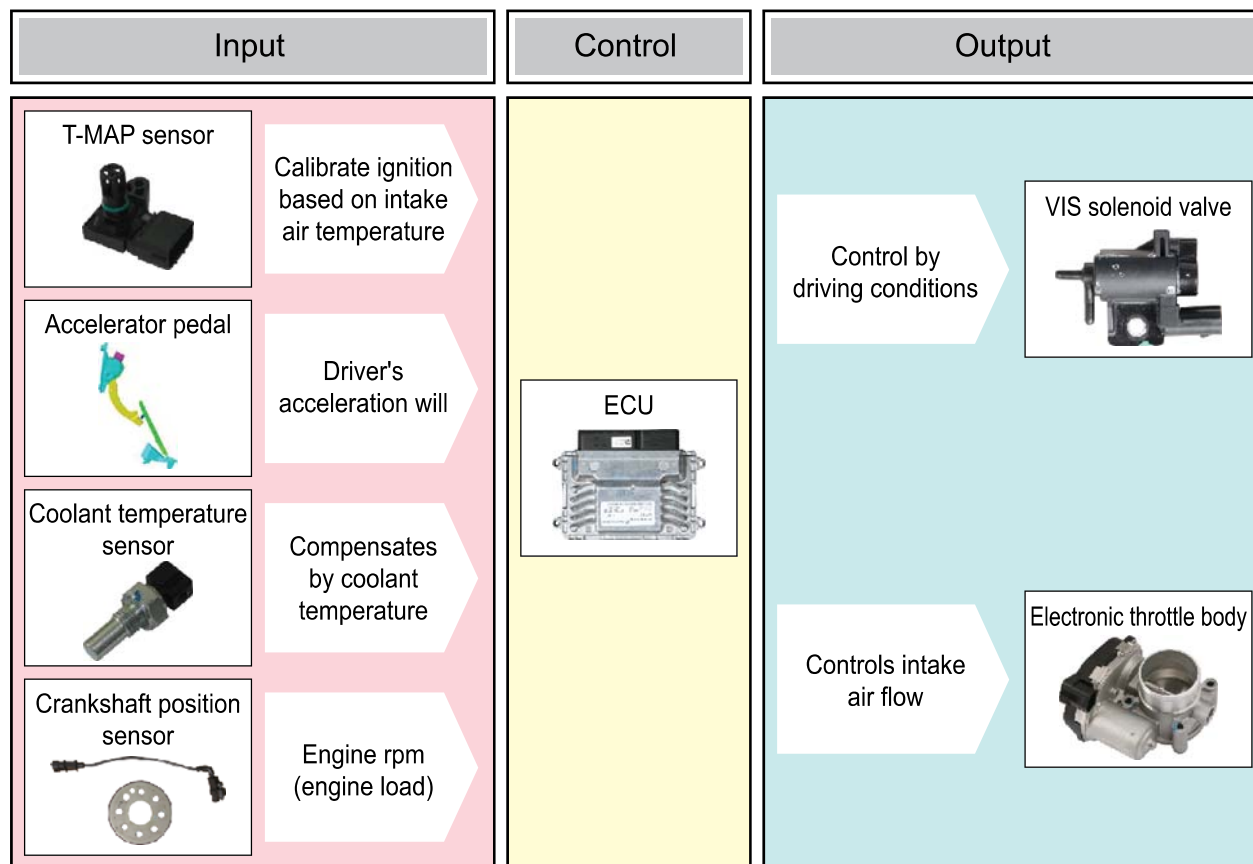 Input
Control
Output
T-MAP sensor
Calibrate ignition
based on intake
air temperature
Accelerator pedal
Driver's
acceleration will
Coolant temperature
sensor
Compensates
by coolant
temperature
Crankshaft position
sensor
Engine rpm
(engine load)
ECU
Control by
driving conditions
VIS solenoid valve
Controls intake
air flow
Electronic throttle body